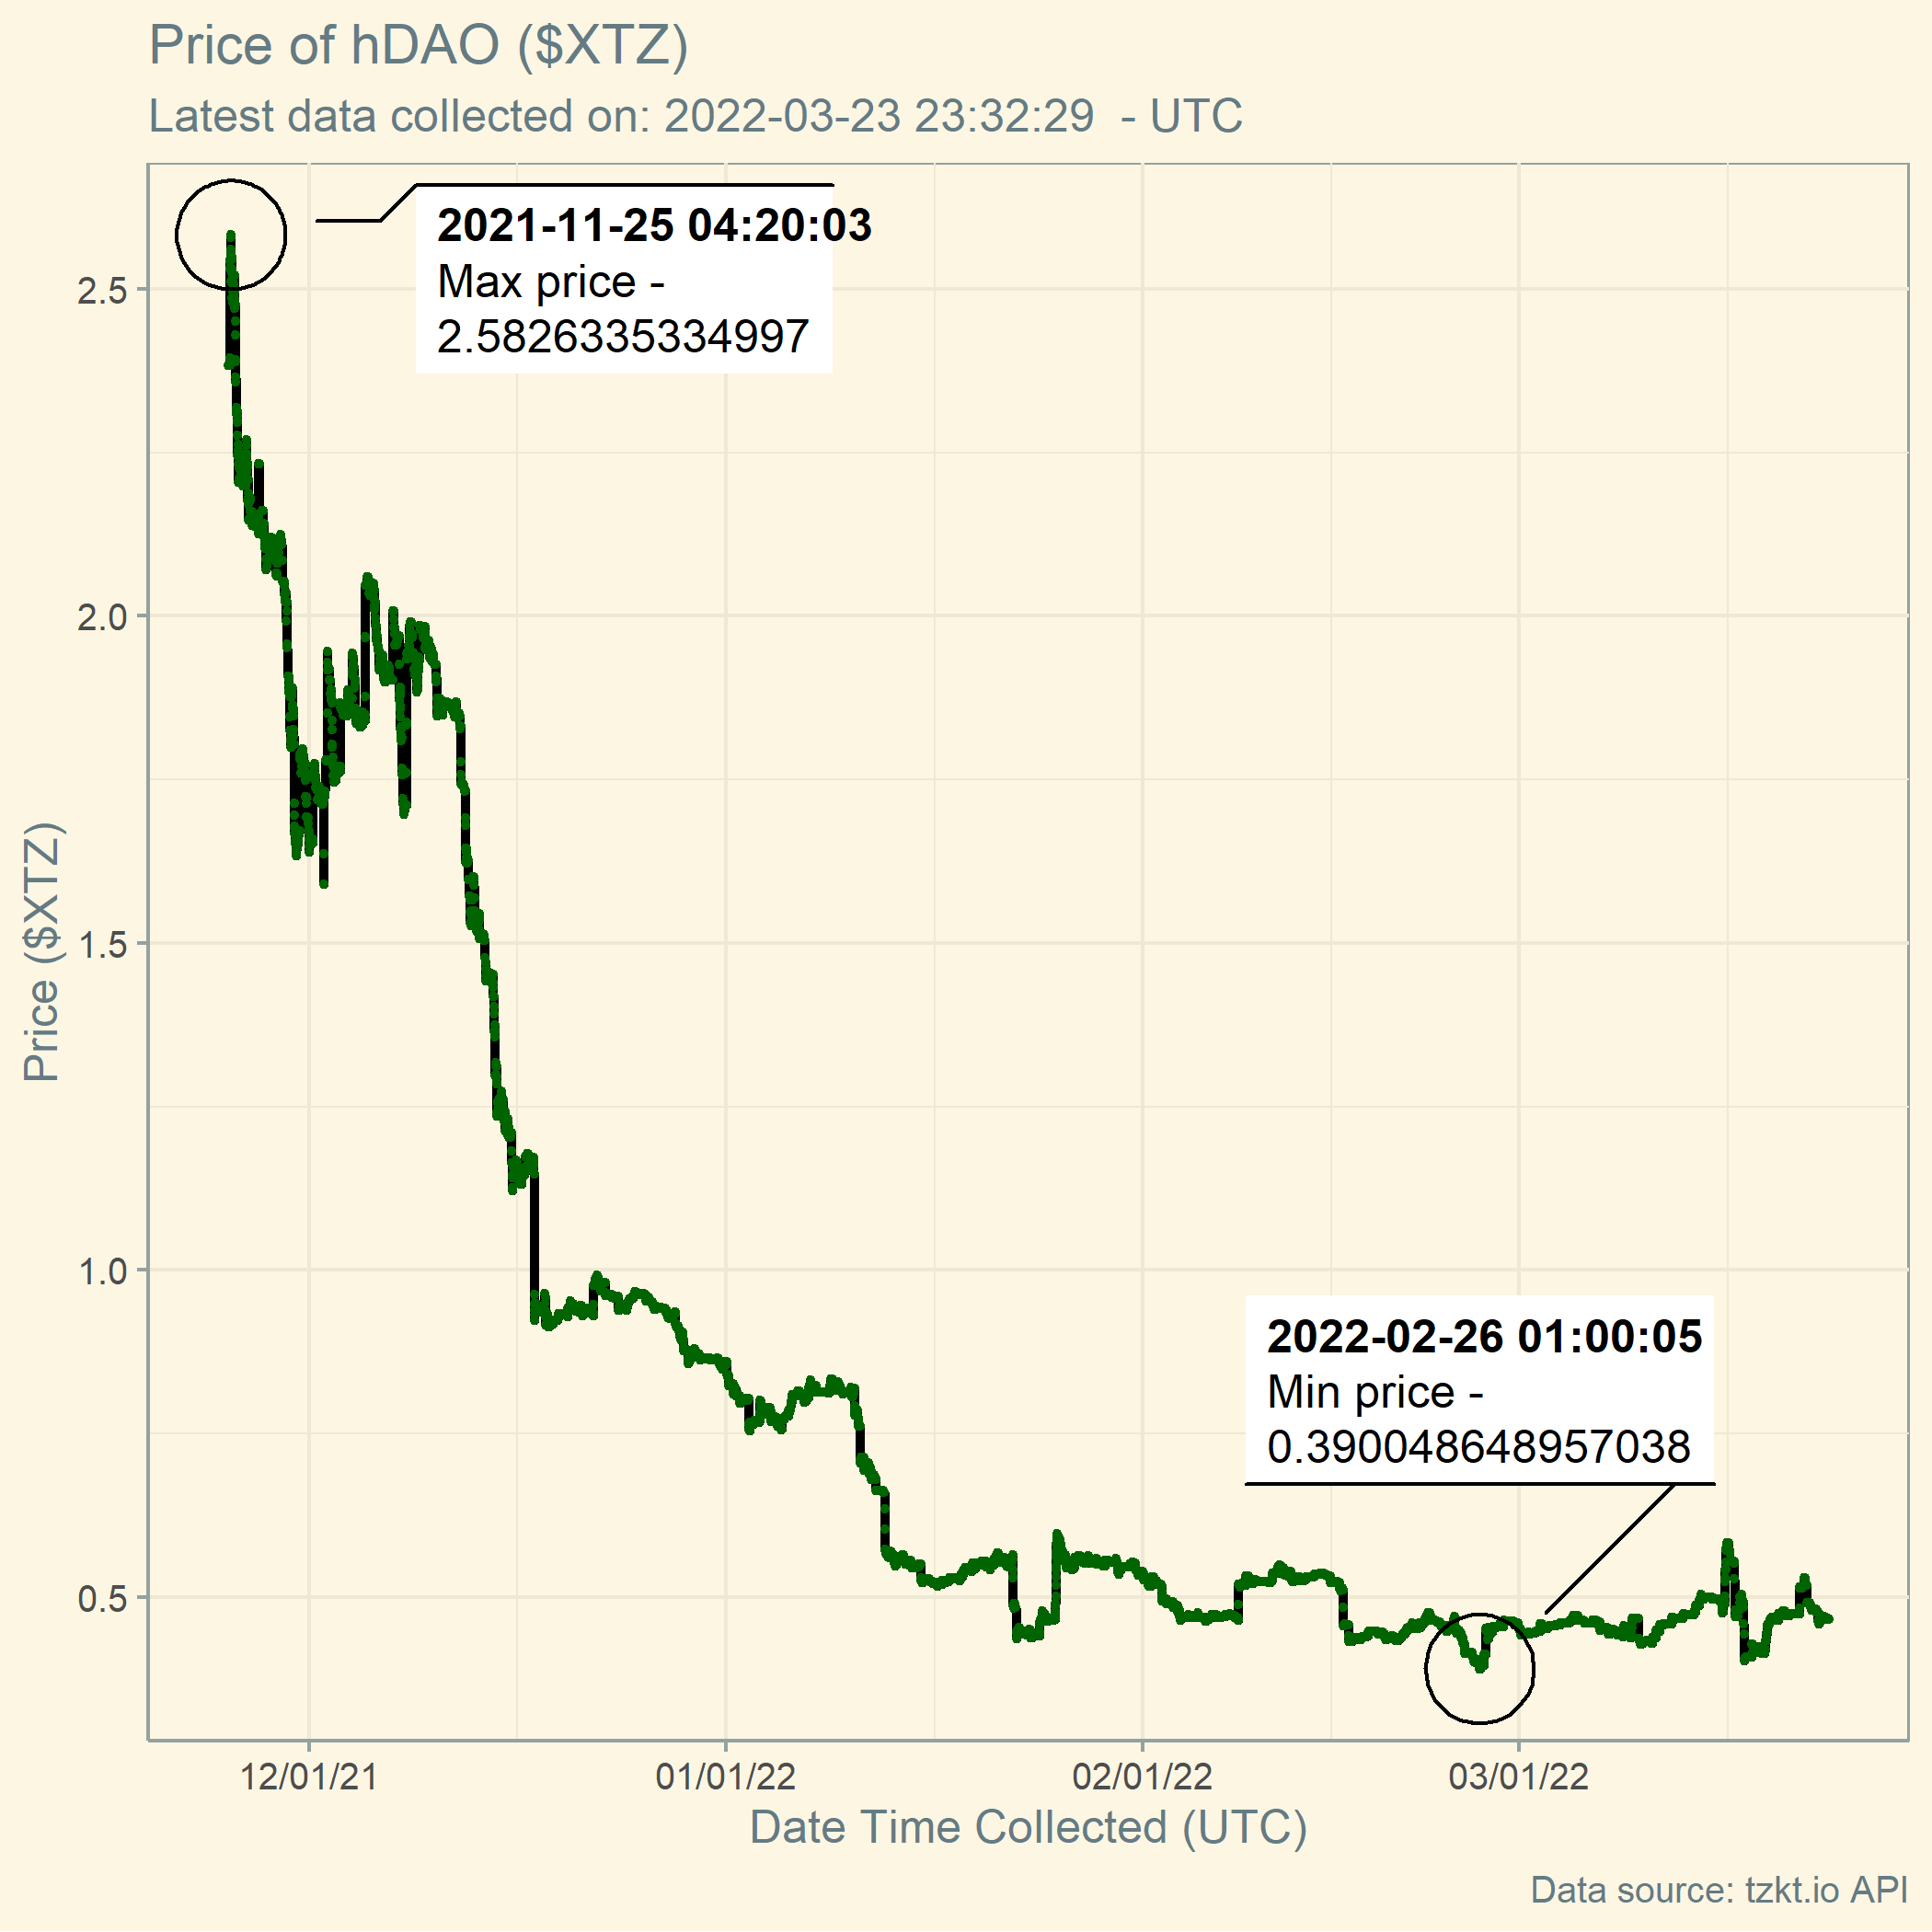 Price of hDAO ($XTZ)
Latest data collected on: 2022-03-23 23:32:29  - UTC
2021-11-25 04:20:03
Max price -
2.5826335334997
2.5
2.0
1.5
1.0
0.5
Price ($XTZ)
2022-02-26 01:00:05
Min price -
0.390048648957038
12/01/21
01/01/22
02/01/22
03/01/22
Date Time Collected (UTC)
Data source: tzkt.io API